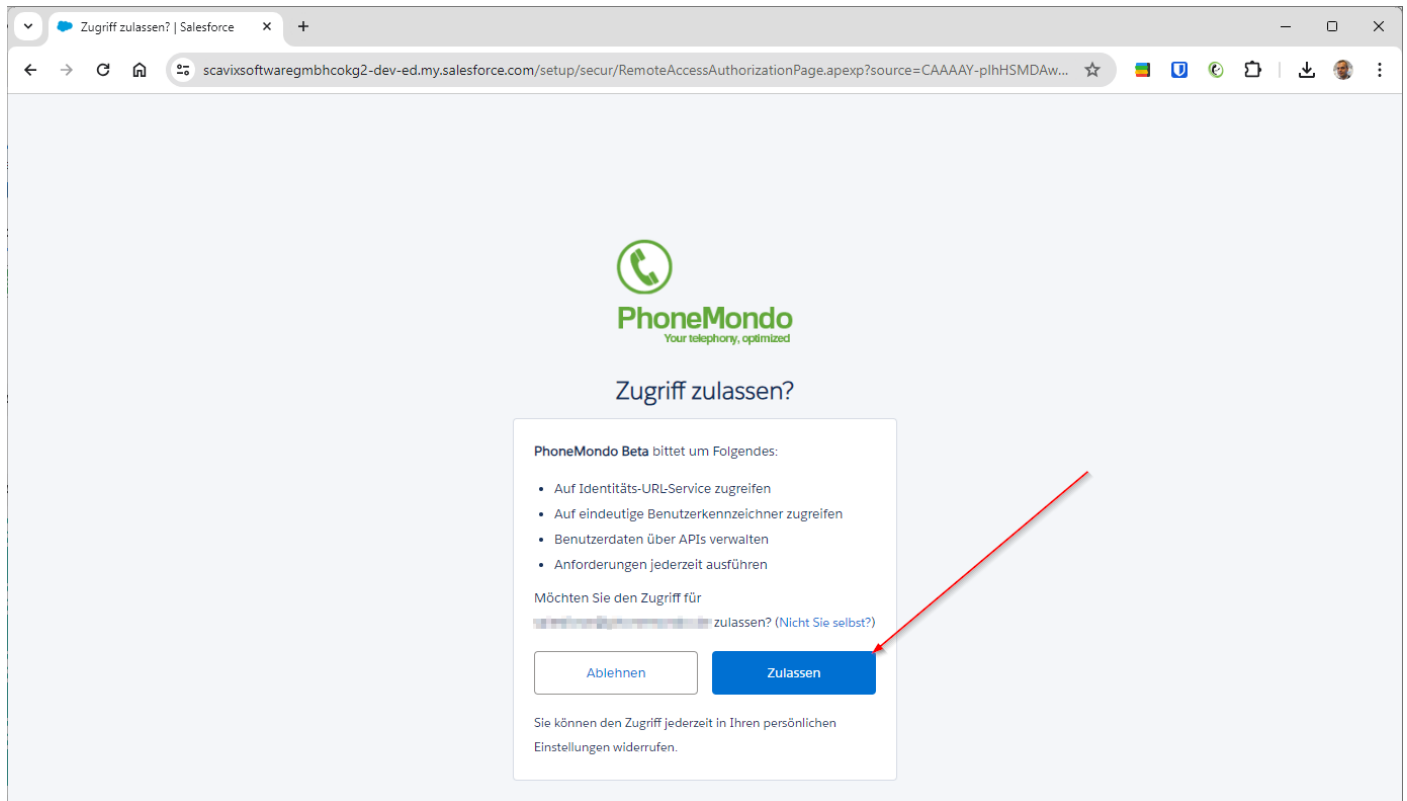 Zugriff zulassen? | Salesforce
scavixsoftwaregmbhcokg2-dev-ed.my.salesforce.com/setup/secur/RemoteAccessAuthorizationPage.apexp?source=CAAAAY-pIhHSMDAw...
PhoneMondo
Your telephony, optimized
Zugriff zulassen?
PhoneMondo Beta bittet um Folgendes:
• Auf Identitäts-URL-Service zugreifen
• Auf eindeutige Benutzerkennzeichner zugreifen
• Benutzerdaten über APIs verwalten
• Anforderungen jederzeit ausführen
Möchten Sie den Zugriff für
zulassen? (Nicht Sie selbst?)
Ablehnen
Zulassen
Sie können den Zugriff jederzeit in Ihren persönlichen
Einstellungen widerrufen.